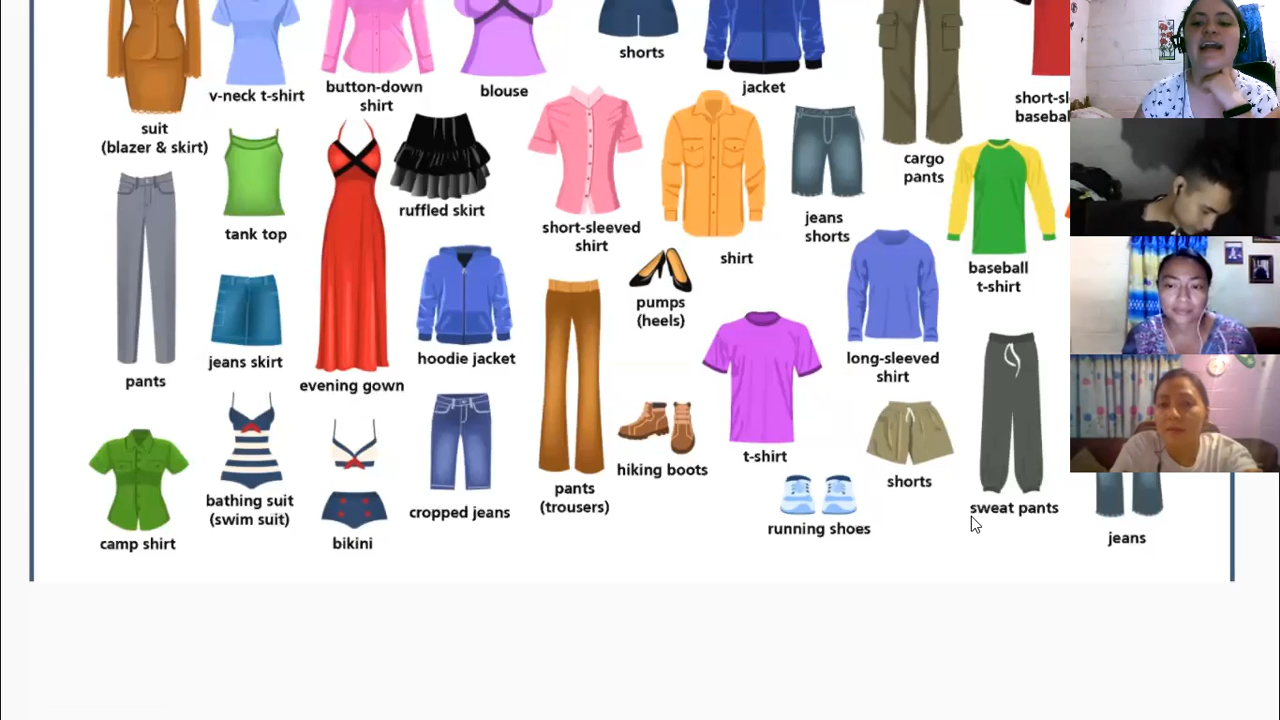 shorts
v-neck t-shirt
button-down
shirt
blouse
jacket
short-sl
basebal
suit
(blazer & skirt)
cargo
pants
ruffled skirt
jeans
shorts
tank top
short-sleeved
shirt
shirt
baseball
t-shirt
pumps
(heels)
jeans skirt
hoodie jacket
long-sleeved
shirt
pants
evening gown
t-shirt
hiking boots
shorts
bathing suit
(swim suit)
cropped jeans
pants
(trousers)
sweat pants
running shoes
camp shirt
bikini
jeans